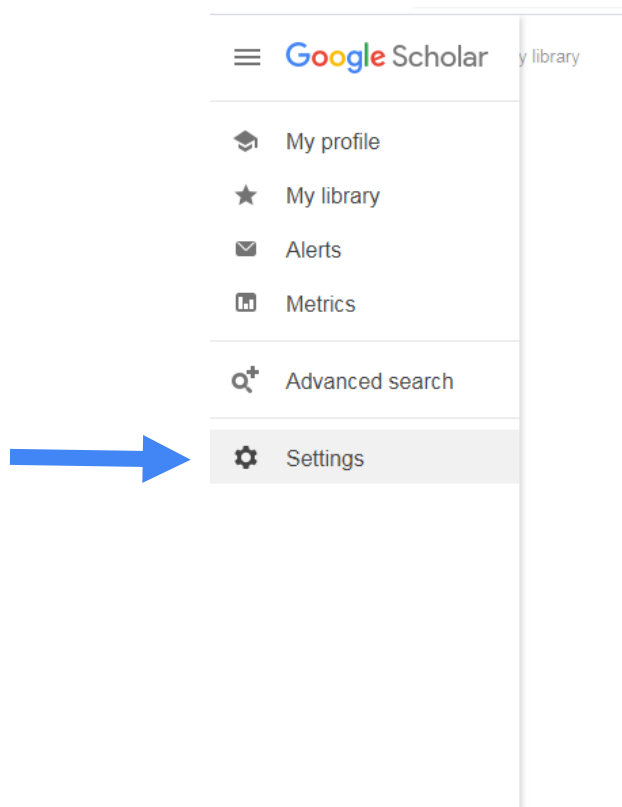 Google Scholar
y library
My profile
My library
Alerts
Metrics
Advanced search
Settings